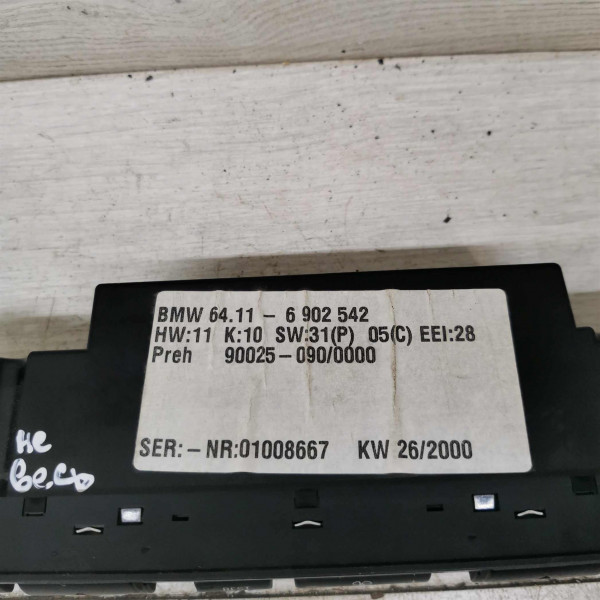 BMW 64.11 - 6 902 542
HW:11 K:10 SW:31(P) 05(C) EEI:28
Preh 90025-090/0000
SER:-NR:01008667 KW 26/2000
не
весь